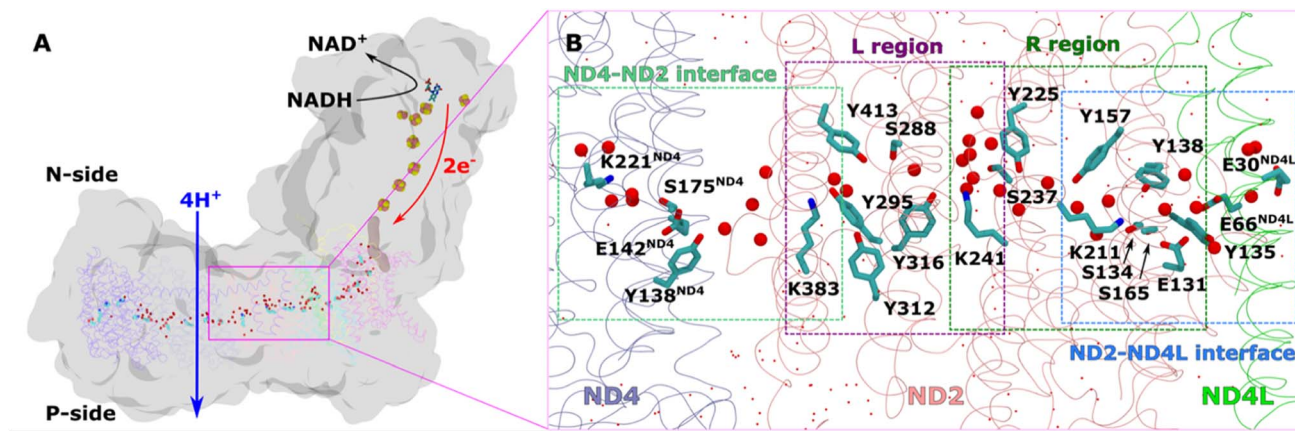 A
NAD+
NADH
2e-
N-side
4H+
P-side
B
L region
R region
ND4-ND2 interface
Y413
S288
Y225
Y157
Y138
E30ND4L
K221ND4
S175ND4
Y295
S237
E66ND4L
E142ND4
Y316
K241
K211
Y135
S134
E131
S165
Y138ND4
K383
Y312
ND2-ND4L interface
ND4
ND2
ND4L